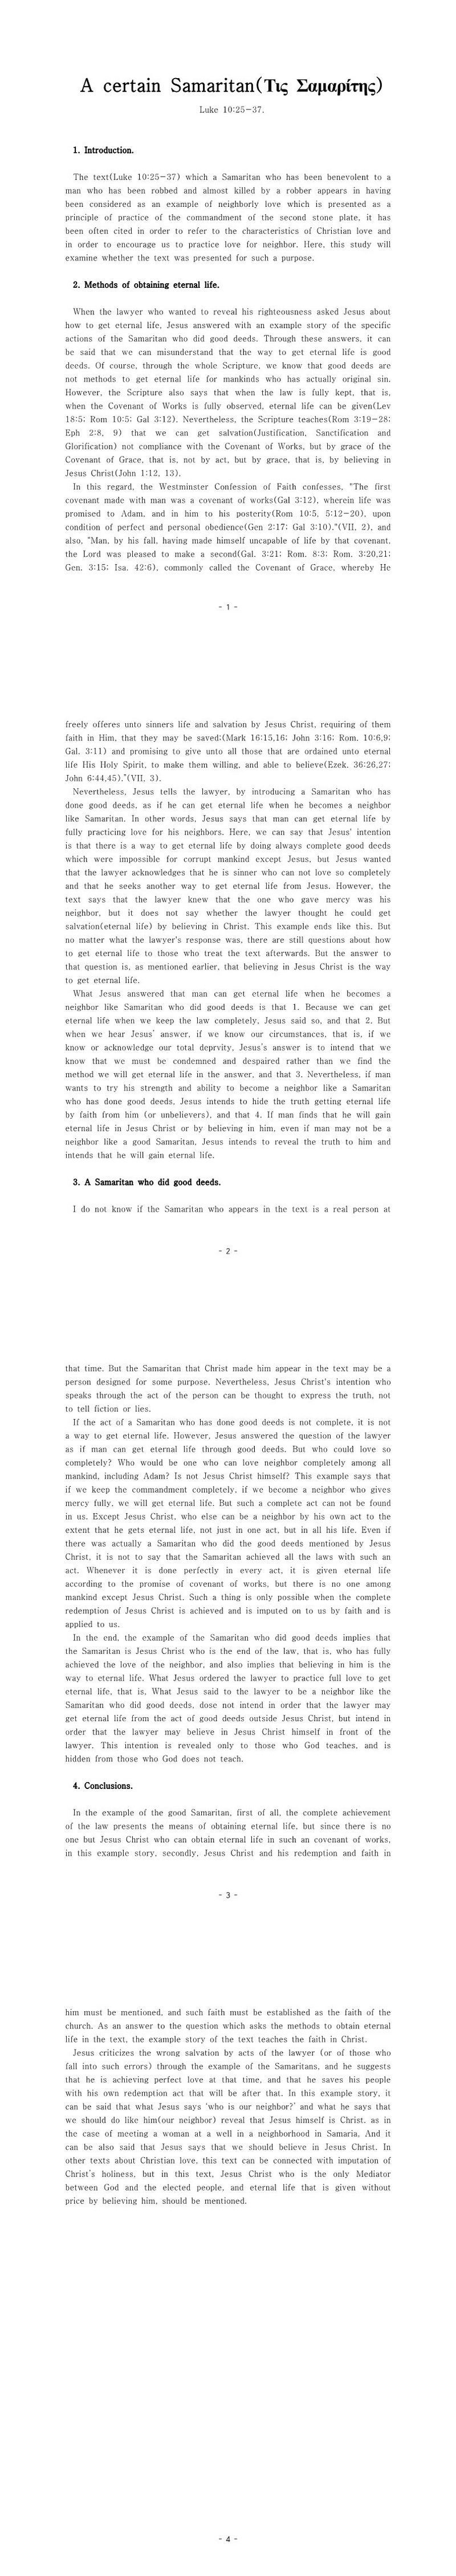 A certain Samaritan(Τις Σαμαρίτης)
Luke 10:25-37.
1. Introduction.
The text(Luke 10:25-37) which a Samaritan who has been benevolent to a
man who has been robbed and almost killed by a robber appears in having
been considered as an example of neighborly love which is presented as a
principle of practice of the commandment of the second stone plate, it has
been often cited in order to refer to the characteristics of Christian love and
in order to encourage us to practice love for neighbor. Here, this study will
examine whether the text was presented for such a purpose.
2. Methods of obtaining eternal life.
When the lawyer who wanted to reveal his righteousness asked Jesus about
how to get eternal life, Jesus answered with an example story of the specific
actions of the Samaritan who did good deeds. Through these answers, it can
be said that we can misunderstand that the way to get eternal life is good
deeds. Of course, through the whole Scripture, we know that good deeds are
not methods to get eternal life for mankinds who has actually original sin.
However, the Scripture also says that when the law is fully kept, that is,
when the Covenant of Works is fully observed, eternal life can be given(Lev
18:5; Rom 10:5; Gal 3:12). Nevertheless, the Scripture teaches(Rom 3:19-28;
Eph 2:8, 9) that we can get salvation(Justification, Sanctification and
Glorification) not compliance with the Covenant of Works, but by grace of the
Covenant of Grace, that is, not by act, but by grace, that is, by believing in
Jesus Christ(John 1:12, 13).
In this regard, the Westminster Confession of Faith confesses, "The first
covenant made with man was a covenant of works(Gal 3:12), wherein life was
promised to Adam, and in him to his posterity(Rom 10:5, 5:12-20), upon
condition of perfect and personal obedience(Gen 2:17; Gal 3:10)."(VII, 2), and
also, "Man, by his fall, having made himself uncapable of life by that covenant,
the Lord was pleased to make a second(Gal. 3:21; Rom. 8:3; Rom. 3:20,21;
Gen. 3:15; Isa. 42:6), commonly called the Covenant of Grace, whereby He
- 1 -
freely offeres unto sinners life and salvation by Jesus Christ, requiring of them
faith in Him, that they may be saved;(Mark 16:15,16; John 3:16; Rom. 10:6,9;
Gal. 3:11) and promising to give unto all those that are ordained unto eternal
life His Holy Spirit, to make them willing, and able to believe(Ezek. 36:26,27;
John 6:44,45)."(VII, 3).
Nevertheless, Jesus tells the lawyer, by introducing a Samaritan who has
done good deeds, as if he can get eternal life when he becomes a neighbor
like Samaritan. In other words, Jesus says that man can get eternal life by
fully practicing love for his neighbors. Here, we can say that Jesus' intention
is that there is a way to get eternal life by doing always complete good deeds
which were impossible for corrupt mankind except Jesus, but Jesus wanted
that the lawyer acknowledges that he is sinner who can not love so completely
and that he seeks another way to get eternal life from Jesus. However, the
text says that the lawyer knew that the one who gave mercy was his
neighbor, but it does not say whether the lawyer thought he could get
salvation(eternal life) by believing in Christ. This example ends like this. But
no matter what the lawyer's response was, there are still questions about how
to get eternal life to those who treat the text afterwards. But the answer to
that question is, as mentioned earlier, that believing in Jesus Christ is the way
to get eternal life.
What Jesus answered that man can get eternal life when he becomes a
neighbor like Samaritan who did good deeds is that 1. Because we can get
eternal life when we keep the law completely, Jesus said so, and that 2. But
when we hear Jesus' answer, if we know our circumstances, that is, if we
know or acknowledge our total deprvity, Jesus's answer is to intend that we
know that we must be condemned and despaired rather than we find the
method we will get eternal life in the answer, and that 3. Nevertheless, if man
wants to try his strength and ability to become a neighbor like a Samaritan
who has done good deeds, Jesus intends to hide the truth getting eternal life
by faith from him (or unbelievers), and that 4. If man finds that he will gain
eternal life in Jesus Christ or by believing in him, even if man may not be a
neighbor like a good Samaritan, Jesus intends to reveal the truth to him and
intends that he will gain eternal life.
3. A Samaritan who did good deeds.
I do not know if the Samaritan who appears in the text is a real person at
- 2 -
that time. But the Samaritan that Christ made him appear in the text may be a
person designed for some purpose. Nevertheless, Jesus Christ's intention who
speaks through the act of the person can be thought to express the truth, not
to tell fiction or lies.
If the act of a Samaritan who has done good deeds is not complete, it is not
a way to get eternal life. However, Jesus answered the question of the lawyer
as if man can get eternal life through good deeds. But who could love so
completely? Who would be one who can love neighbor completely among all
mankind, including Adam? Is not Jesus Christ himself? This example says that
if we keep the commandment completely, if we become a neighbor who gives
mercy fully, we will get eternal life. But such a complete act can not be found
in us. Except Jesus Christ, who else can be a neighbor by his own act to the
extent that he gets eternal life, not just in one act, but in all his life. Even if
there was actually a Samaritan who did the good deeds mentioned by Jesus
Christ, it is not to say that the Samaritan achieved all the laws with such an
act. Whenever it is done perfectly in every act, it is given eternal life
according to the promise of covenant of works, but there is no one among
mankind except Jesus Christ. Such a thing is only possible when the complete
redemption of Jesus Christ is achieved and is imputed on to us by faith and is
applied to us.
In the end, the example of the Samaritan who did good deeds implies that
the Samaritan is Jesus Christ who is the end of the law, that is, who has fully
achieved the love of the neighbor, and also implies that believing in him is the
way to eternal life. What Jesus ordered the lawyer to practice full love to get
eternal life, that is, What Jesus said to the lawyer to be a neighbor like the
Samaritan who did good deeds, dose not intend in order that the lawyer may
get eternal life from the act of good deeds outside Jesus Christ, but intend in
order that the lawyer may believe in Jesus Christ himself in front of the
lawyer. This intention is revealed only to those who God teaches, and is
hidden from those who God does not teach.
4. Conclusions.
In the example of the good Samaritan, first of all, the complete achievement
of the law presents the means of obtaining eternal life, but since there is no
one but Jesus Christ who can obtain eternal life in such an covenant of works,
in this example story, secondly, Jesus Christ and his redemption and faith in
- 3 -
him must be mentioned, and such faith must be established as the faith of the
church. As an answer to the question which asks the methods to obtain eternal
life in the text, the example story of the text teaches the faith in Christ.
Jesus criticizes the wrong salvation by acts of the lawyer (or of those who
fall into such errors) through the example of the Samaritans, and he suggests
that he is achieving perfect love at that time, and that he saves his people
with his own redemption act that will be after that. In this example story, it
can be said that what Jesus says 'who is our neighbor?' and what he says that
we should do like him(our neighbor) reveal that Jesus himself is Christ, as in
the case of meeting a woman at a well in a neighborhood in Samaria, And it
can be also said that Jesus says that we should believe in Jesus Christ. In
other texts about Christian love, this text can be connected with imputation of
Christ's holiness, but in this text, Jesus Christ who is the only Mediator
between God and the elected people, and eternal life that is given without
price by believing him, should be mentioned.
- 4 -